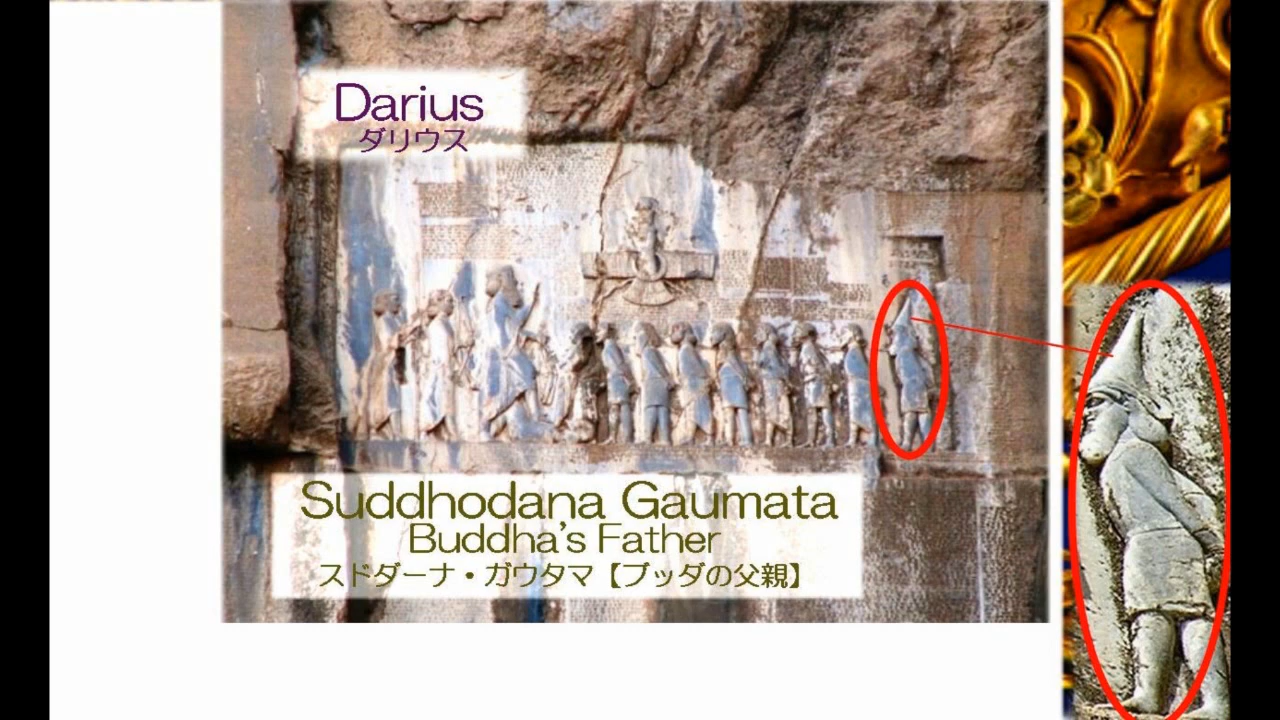 Darius
ダリウス
Suddhodana Gaumata
Buddha's Father
スドダーナ・ガウタマ【ブッダの父親】